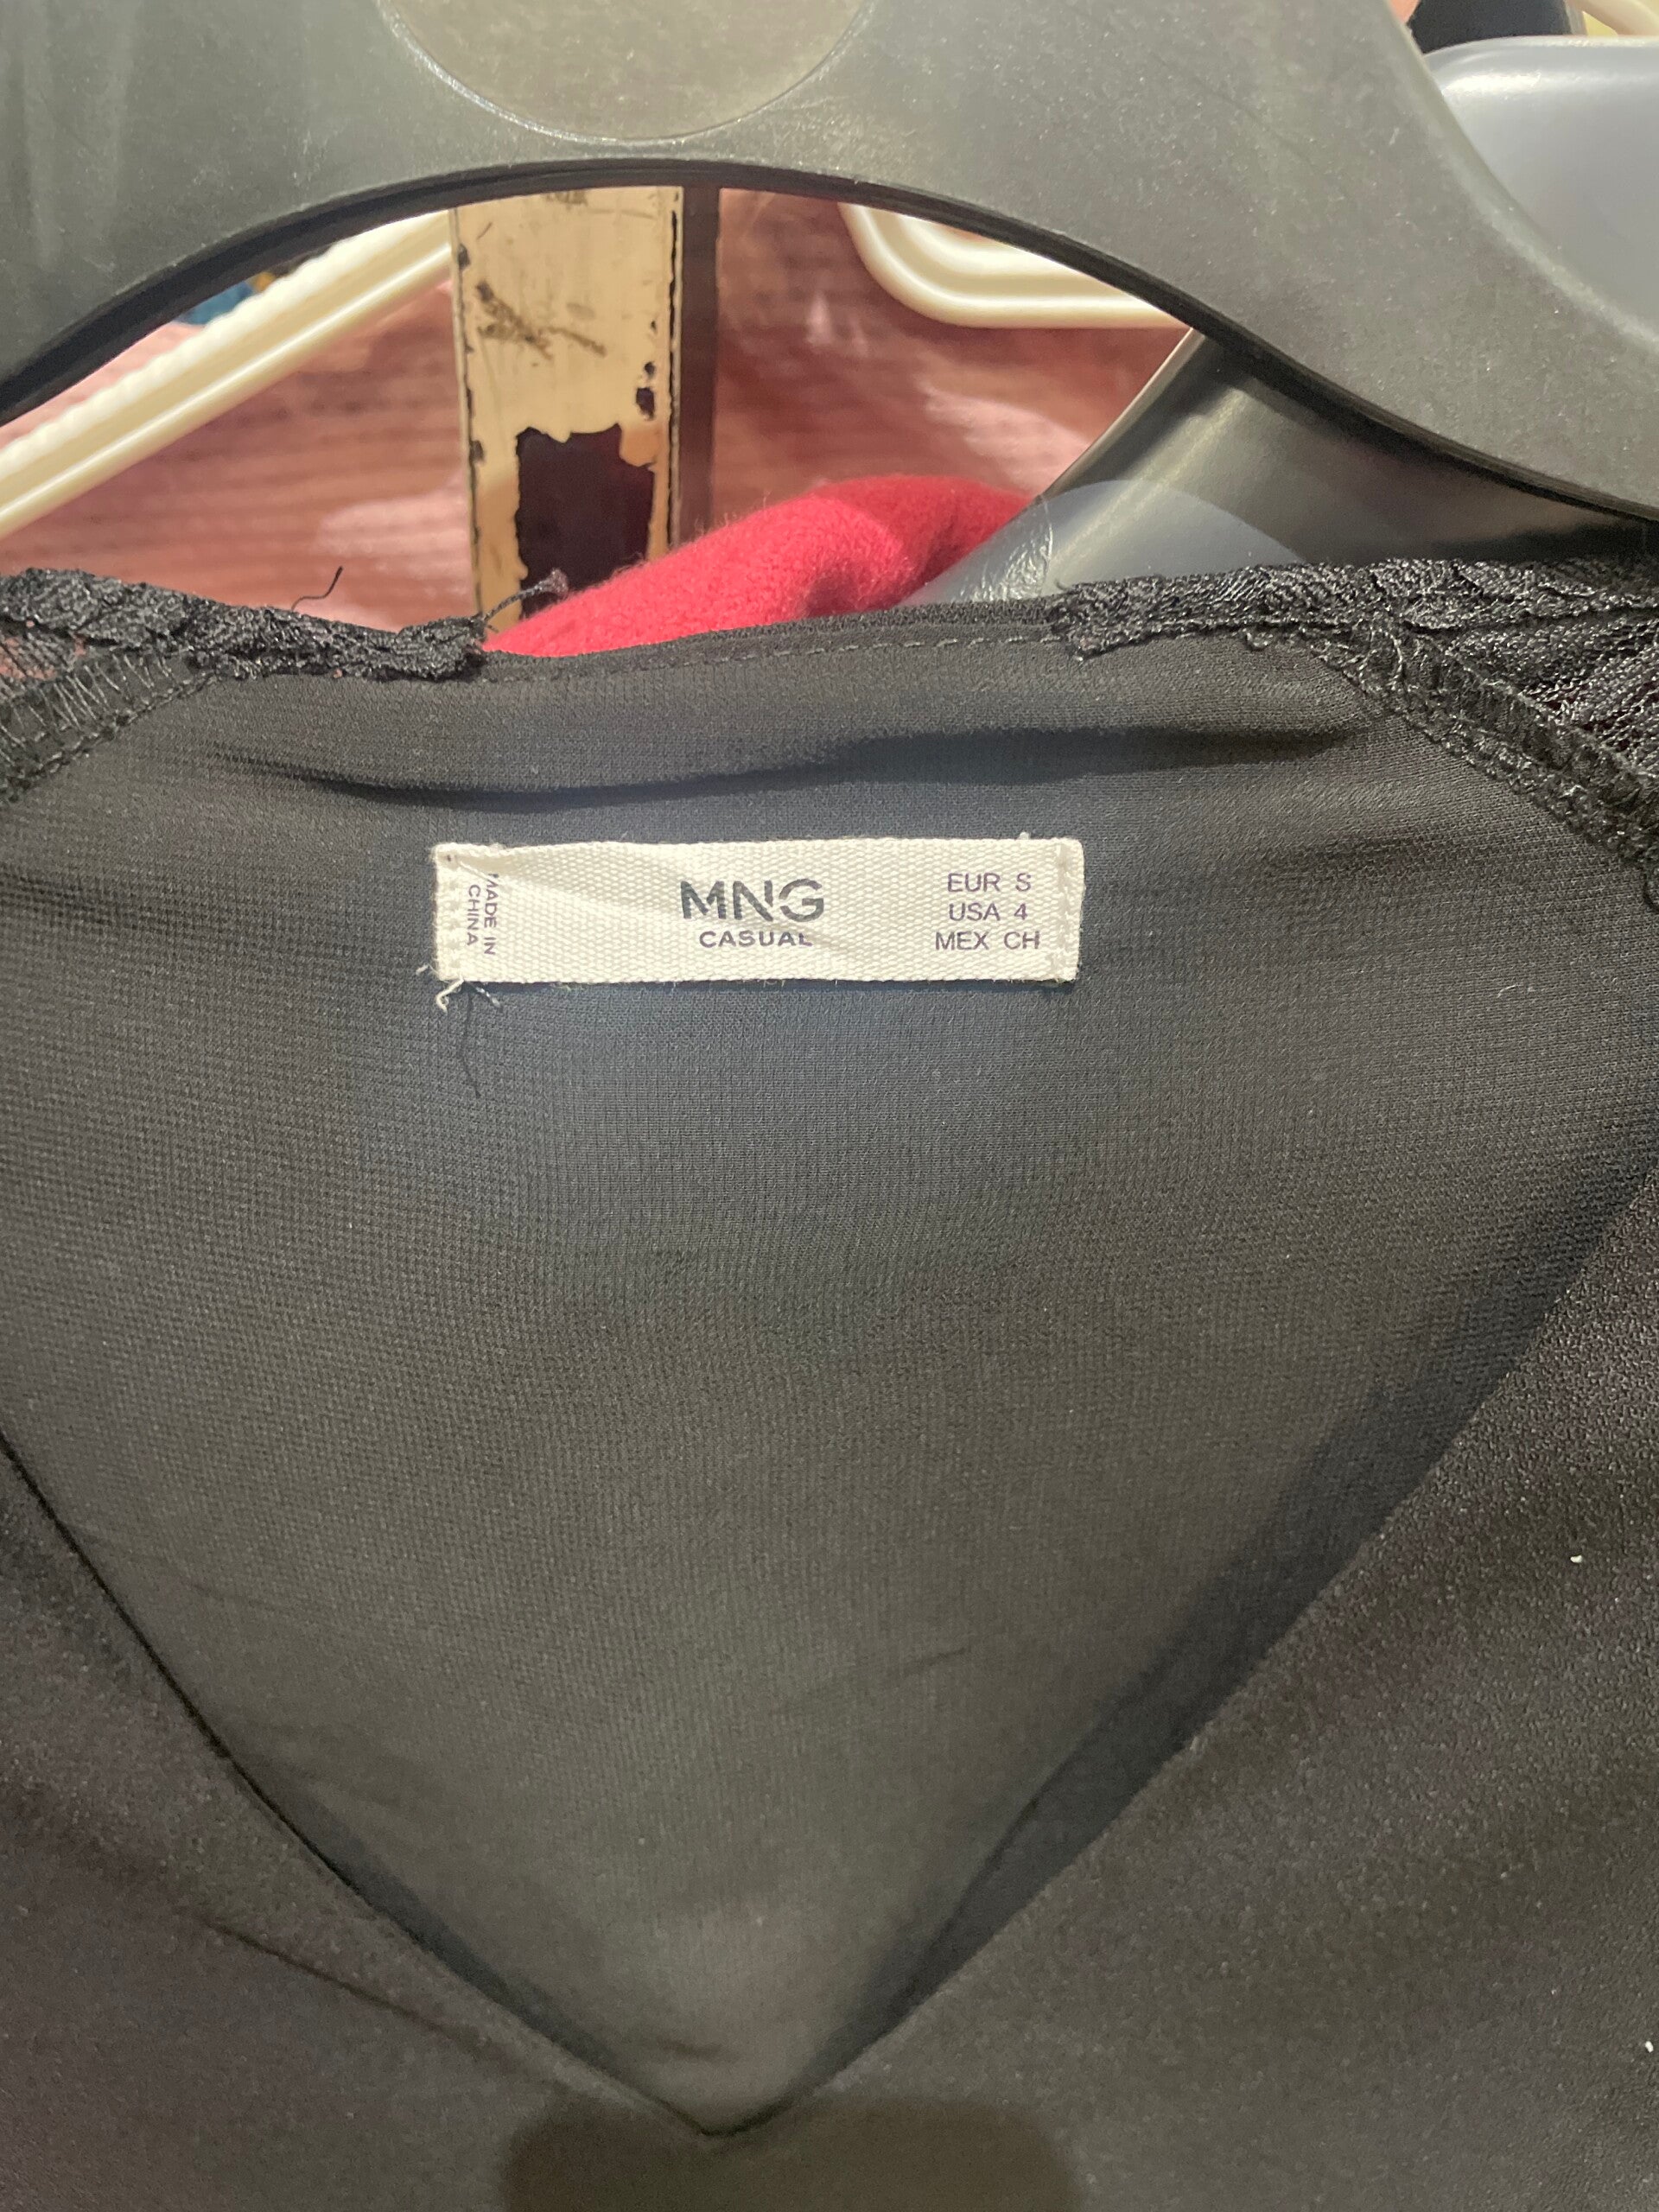 MADE IN
CHINA
MNG
CASUAL
EUR S
USA 4
MEX CH